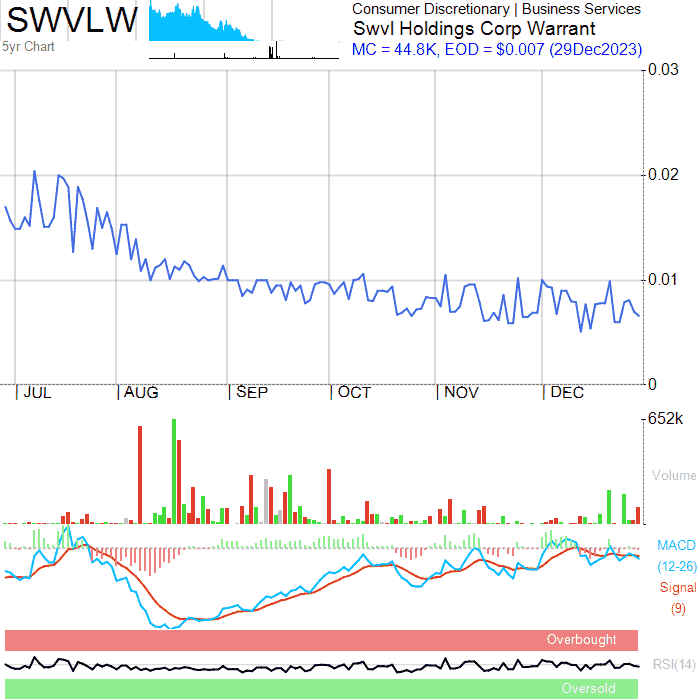 SWVLW
5yr Chart
Consumer Discretionary | Business Services
Swvl Holdings Corp Warrant
MC = 44.8K, EOD = $0.007 (29Dec2023)
0.03
0.02
0.01
0
| JUL | AUG | SEP | OCT | NOV | DEC
652k
Volume
MACD
(12-26)
Signal
(9)
Overbought
RSI(14)
Oversold